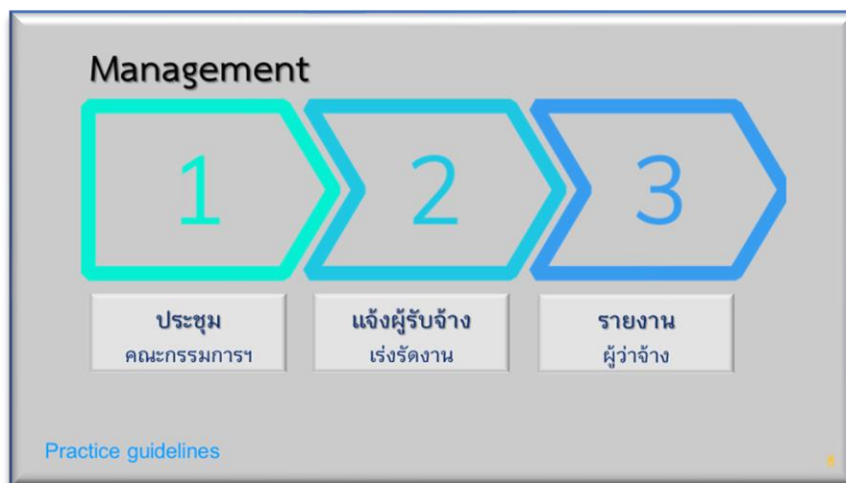 Management
1
2
3
ประชุม
คณะกรรมการฯ
แจ้งผู้รับจ้าง
เร่งรัดงาน
รายงาน
ผู้ว่าจ้าง
Practice guidelines